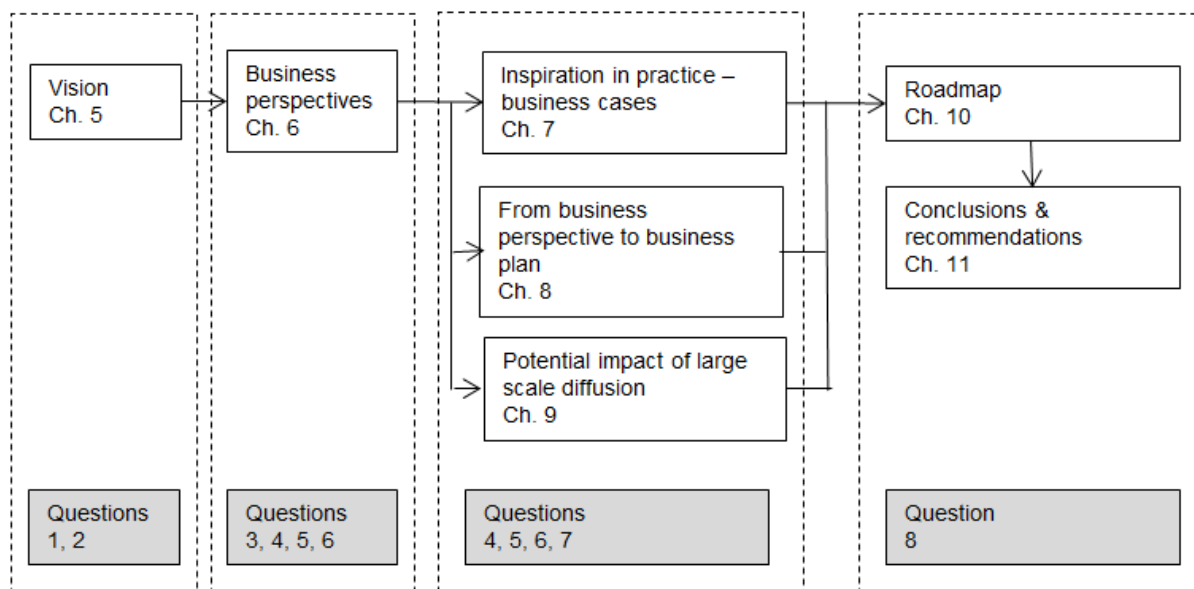 Vision
Ch. 5
Business
perspectives
Ch. 6
Inspiration in practice –
business cases
Ch. 7
From business
perspective to business
plan
Ch. 8
Potential impact of large
scale diffusion
Ch. 9
Roadmap
Ch. 10
Conclusions &
recommendations
Ch. 11
Questions
1, 2
Questions
3, 4, 5, 6
Questions
4, 5, 6, 7
Question
8